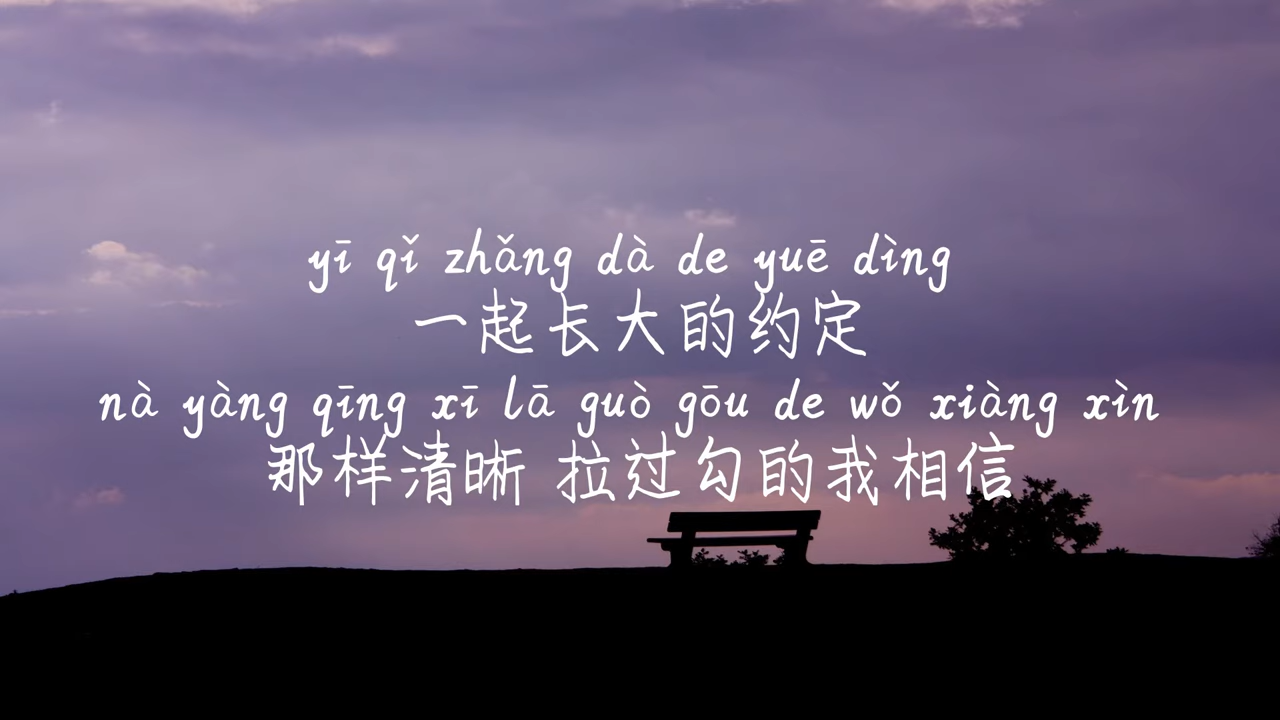 yī qǐ zhǎng dà de yuē dìng
一起长大的约定
nà yàng qīng xī lā guò gōu de wǒ xiàng xìn
那样清晰 拉过勾的我相信